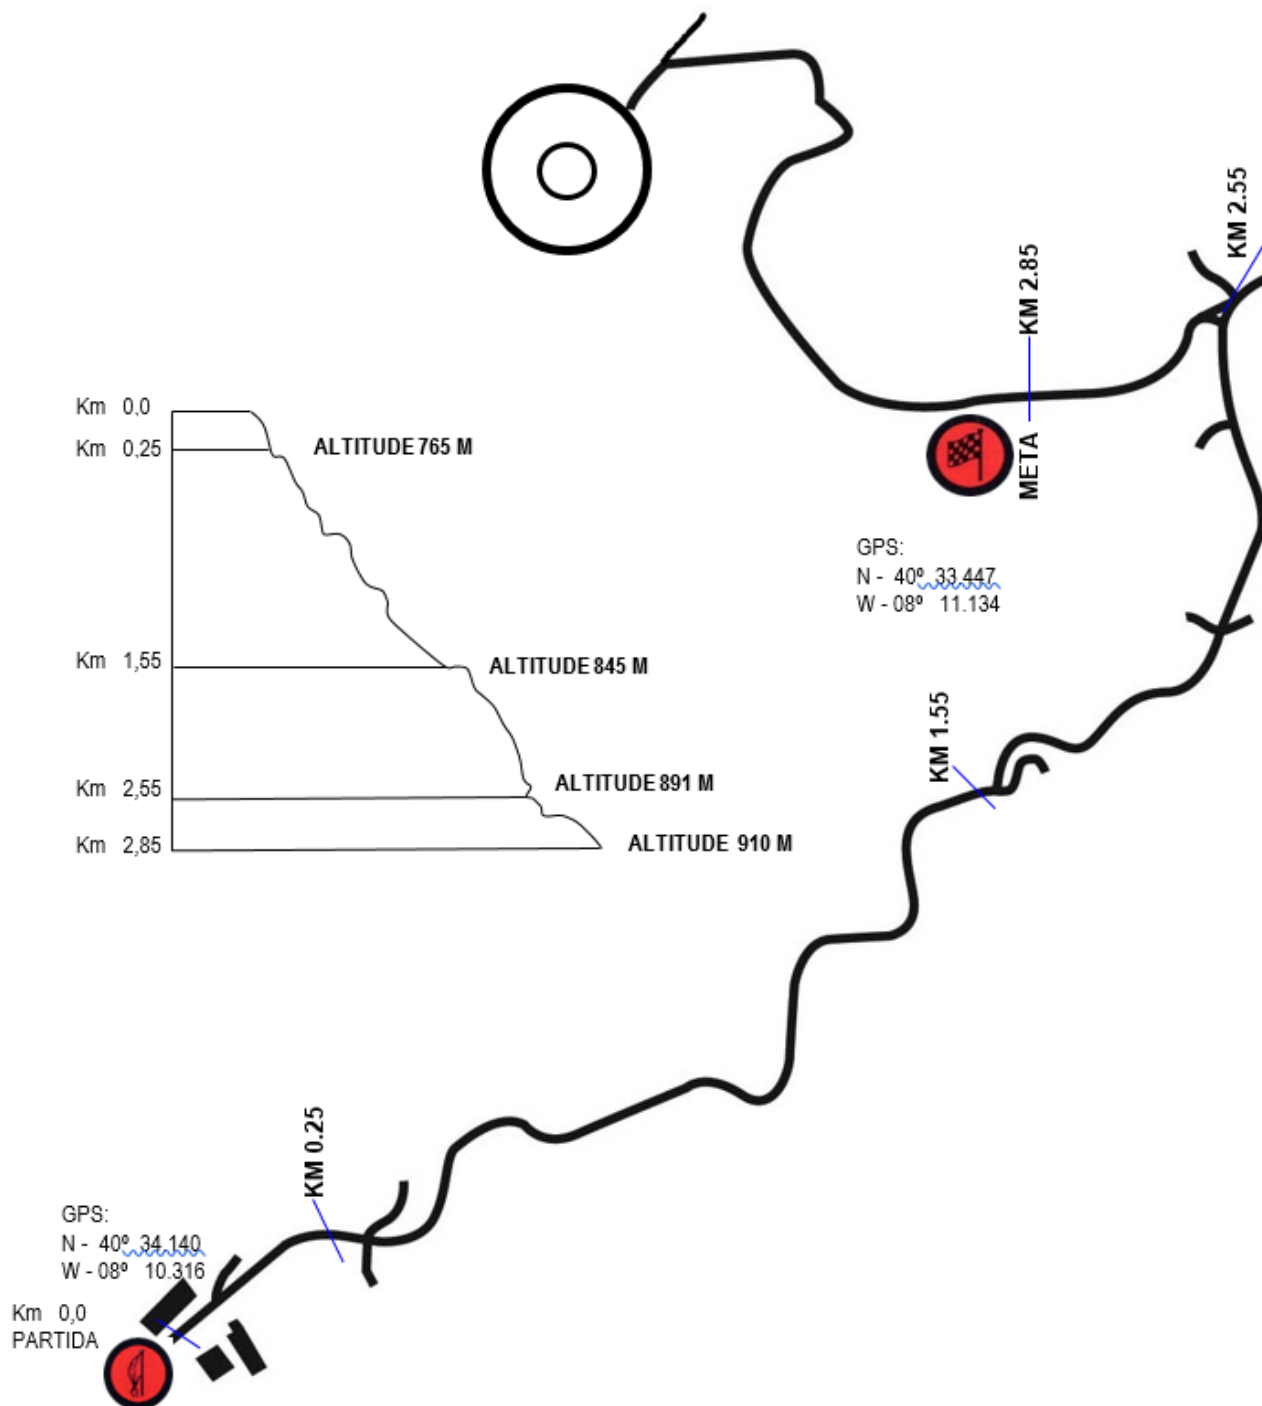 KM 2.55
KM 2.85
META
Km 0,0
Km 0.25
ALTITUDE 765 M
GPS:
N - 40º 33.447
W - 08º 11.134
Km 1,55
ALTITUDE 845 M
KM 1.55
Km 2,55
ALTITUDE 891 M
Km 2,85
ALTITUDE 910 M
KM 0.25
GPS:
N - 40º 34.140
W - 08º 10.316
Km 0,0
PARTIDA